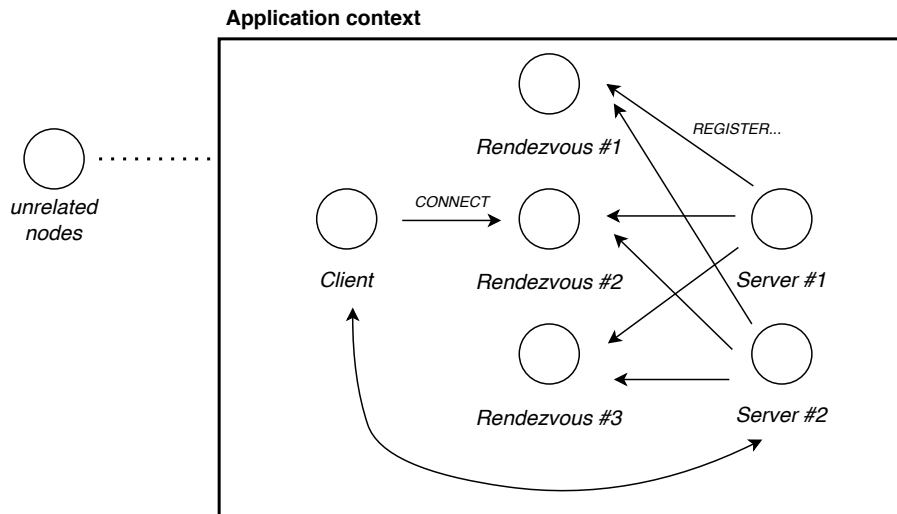 Application context
Rendezvous #1
REGISTER...
unrelated
nodes
CONNECT
Client
Rendezvous #2
Server #1
Rendezvous #3
Server #2